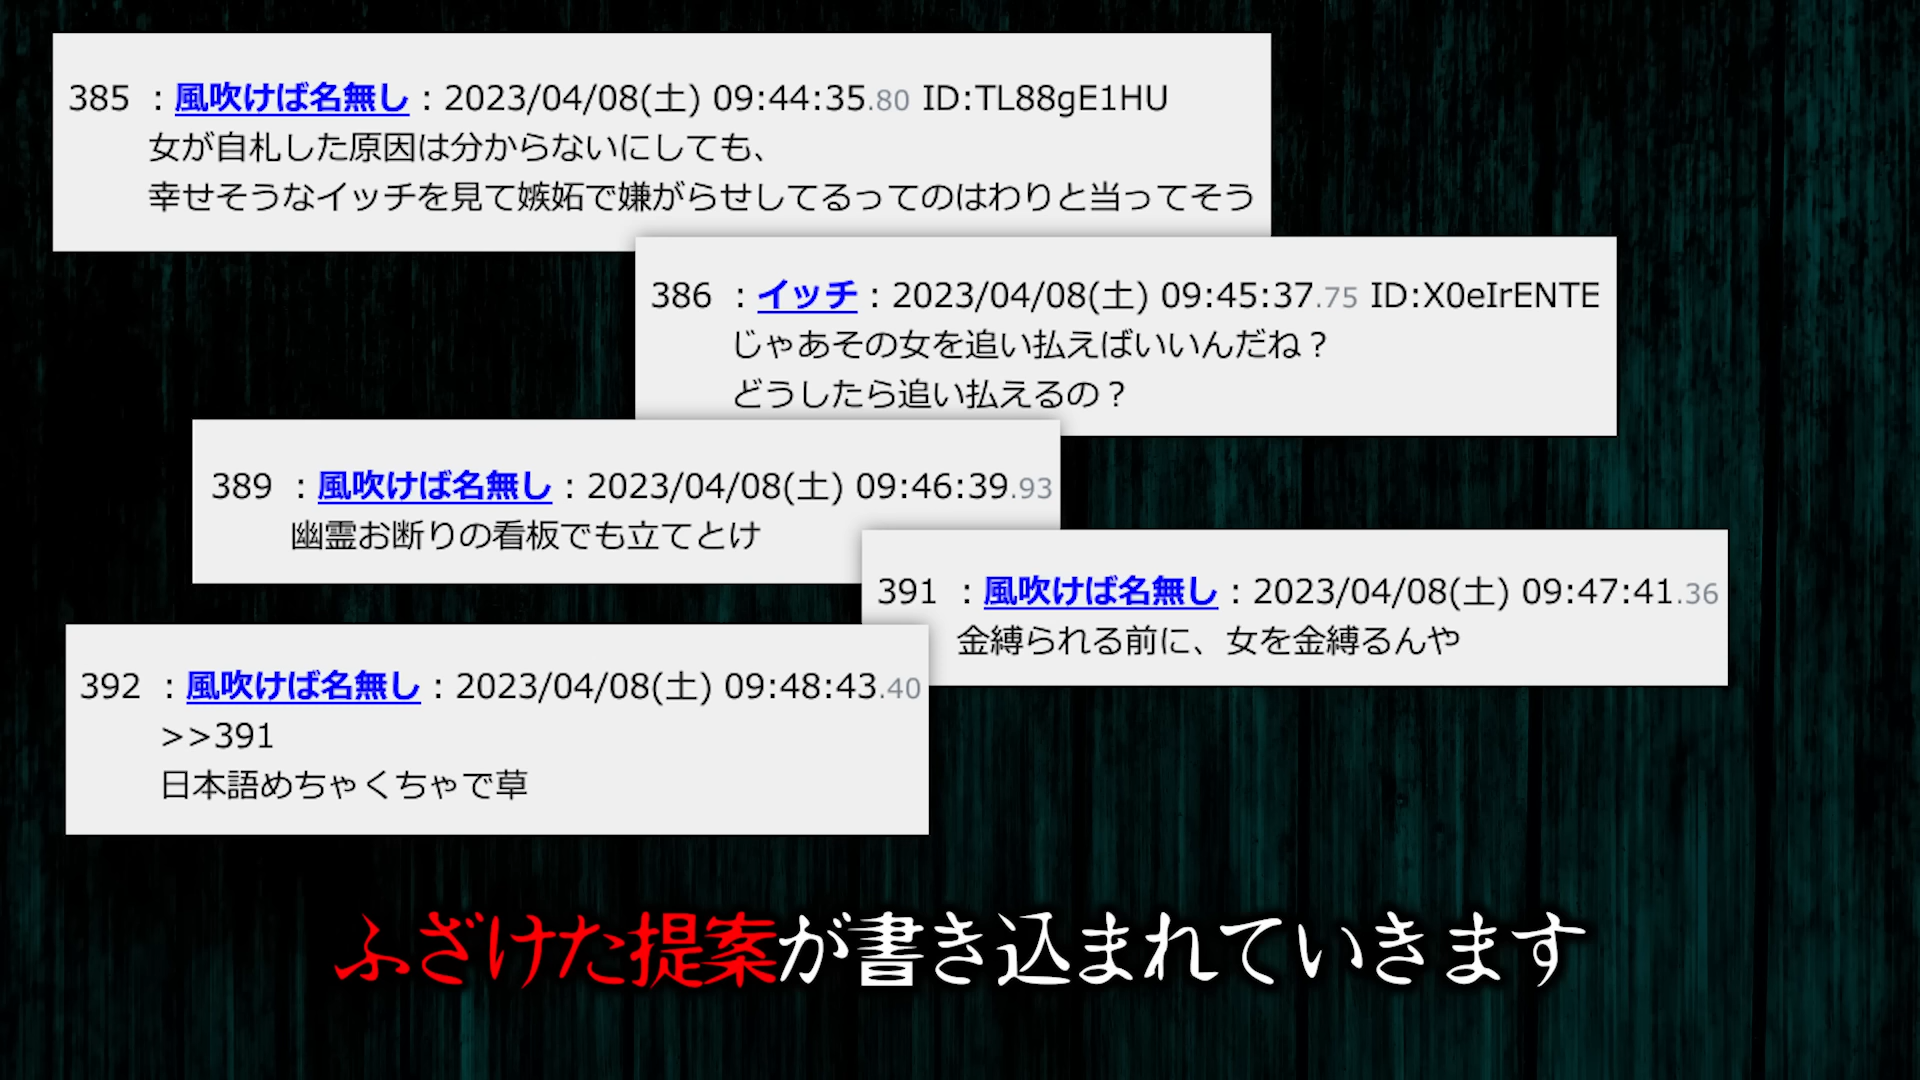 385 ：風吹けば名無し：2023/04/08(土) 09:44:35.80 ID:TL88gE1HU
女が自札した原因は分からないにしても、
幸せそうなイッチを見て嫉妬で嫌がらせしてるってのはわりと当ってそう
386 ：イッチ：2023/04/08(土) 09:45:37.75 ID:X0eIrENTE
じゃあその女を追い払えばいいんだね？
どうしたら追い払えるの？
389 ：風吹けば名無し：2023/04/08(土) 09:46:39.93
幽霊お断りの看板でも立てとけ
391 ：風吹けば名無し：2023/04/08(土) 09:47:41.36
金縛られる前に、女を金縛るんや
392 ：風吹けば名無し：2023/04/08(土) 09:48:43.40
>>391
日本語めちゃくちゃで草
ふざけた提案が書き込まれていきます